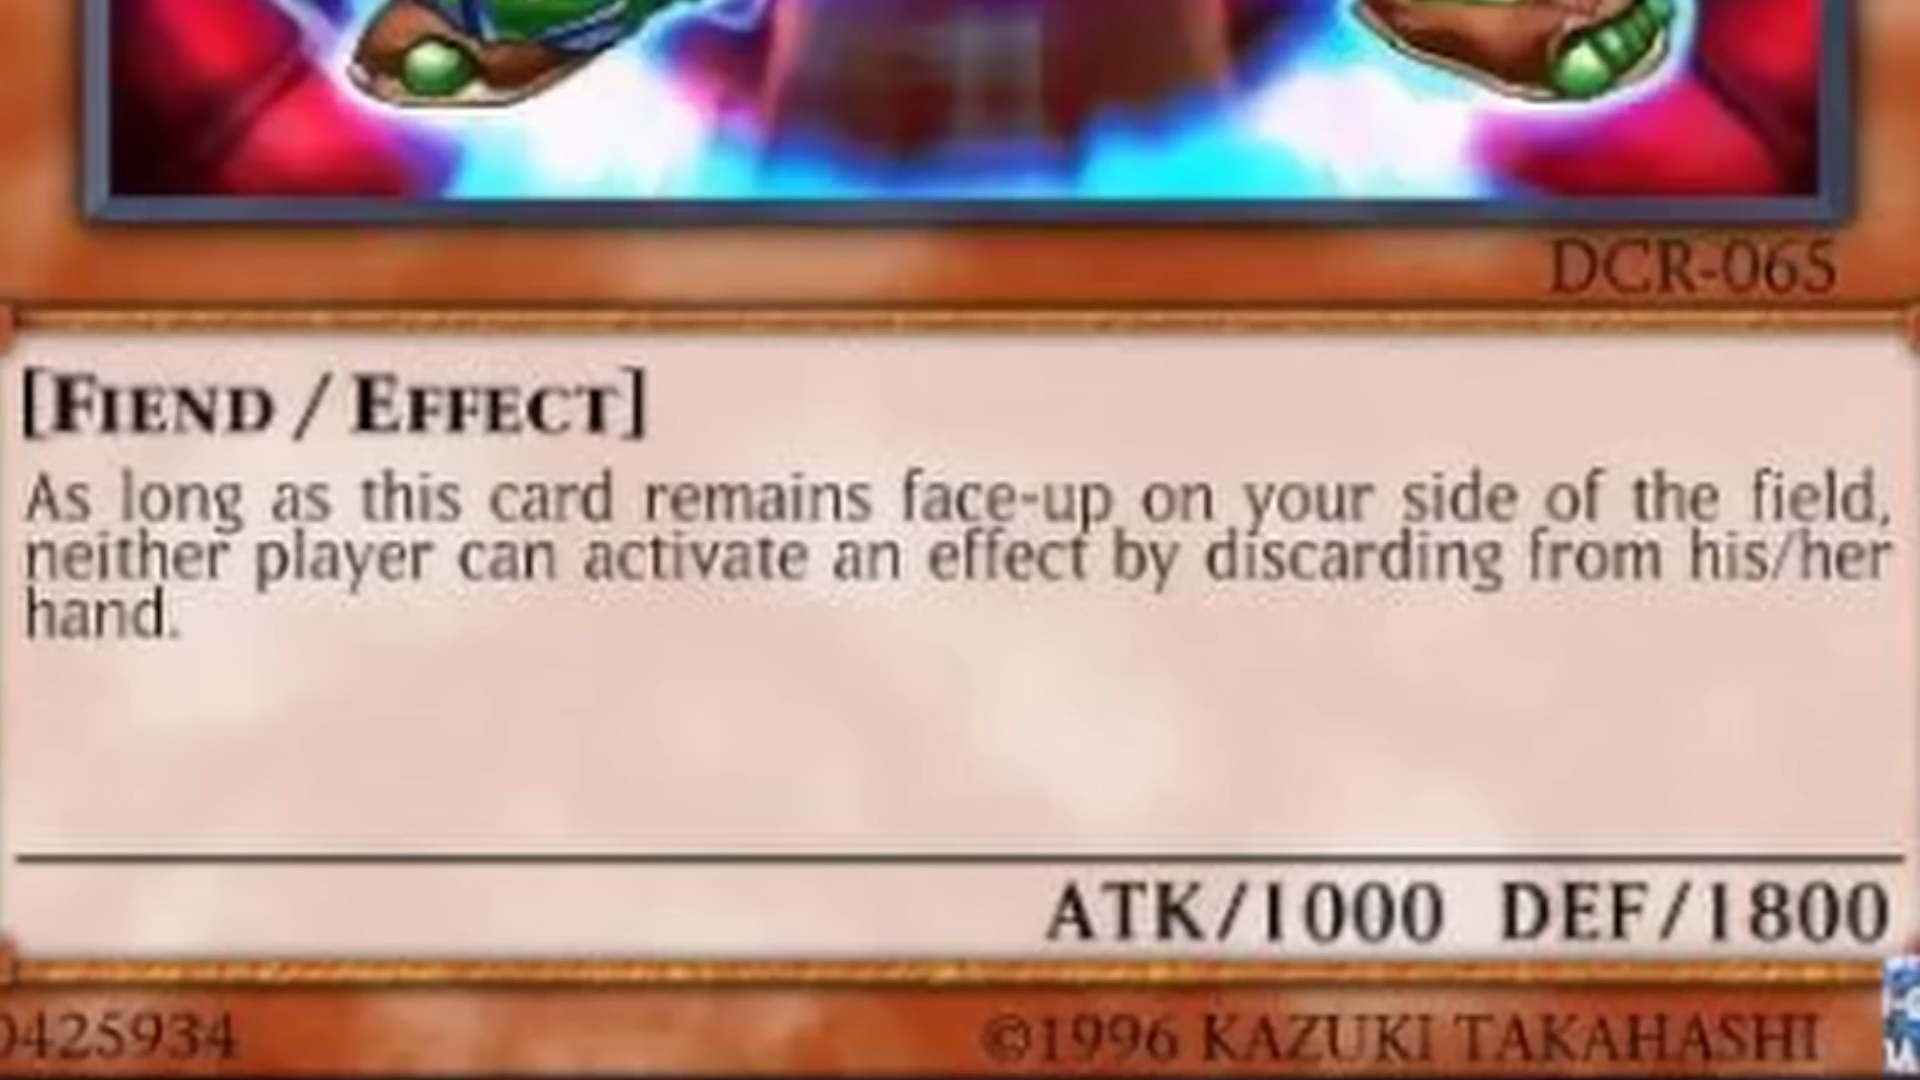 DCR-065
[FIEND / EFFECT]
As long as this card remains face-up on your side of the field,
neither player can activate an effect by discarding from his/her
hand.
ATK/1000 DEF/1800
0425934
©1996 KAZUKI TAKAHASHI